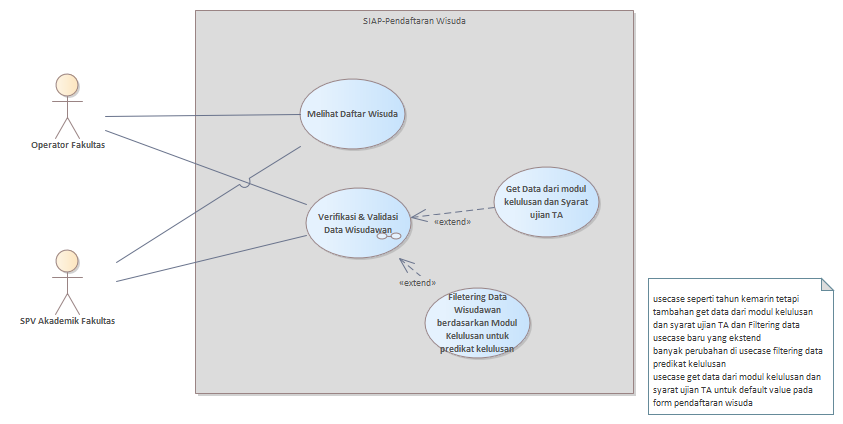 SIAP-Pendaftaran Wisuda
Melihat Daftar Wisuda
Operator Fakultas
Get Data dari modul
kelulusan dan Syarat
ujian TA
Verifikasi & Validasi
Data Wisudawan
«extend»
«extend»
SPV Akademik Fakultas
Filetering Data
Wisudawan
berdasarkan Modul
Kelulusan untuk
predikat kelulusan
usecase seperti tahun kemarin tetapi
tambahan get data dari modul kelulusan
dan syarat ujian TA dan Filtering data
usecase baru yang ekstend
banyak perubahan di usecase filtering data
predikat kelulusan
usecase get data dari modul kelulusan dan
syarat ujian TA untuk default value pada
form pendaftaran wisuda